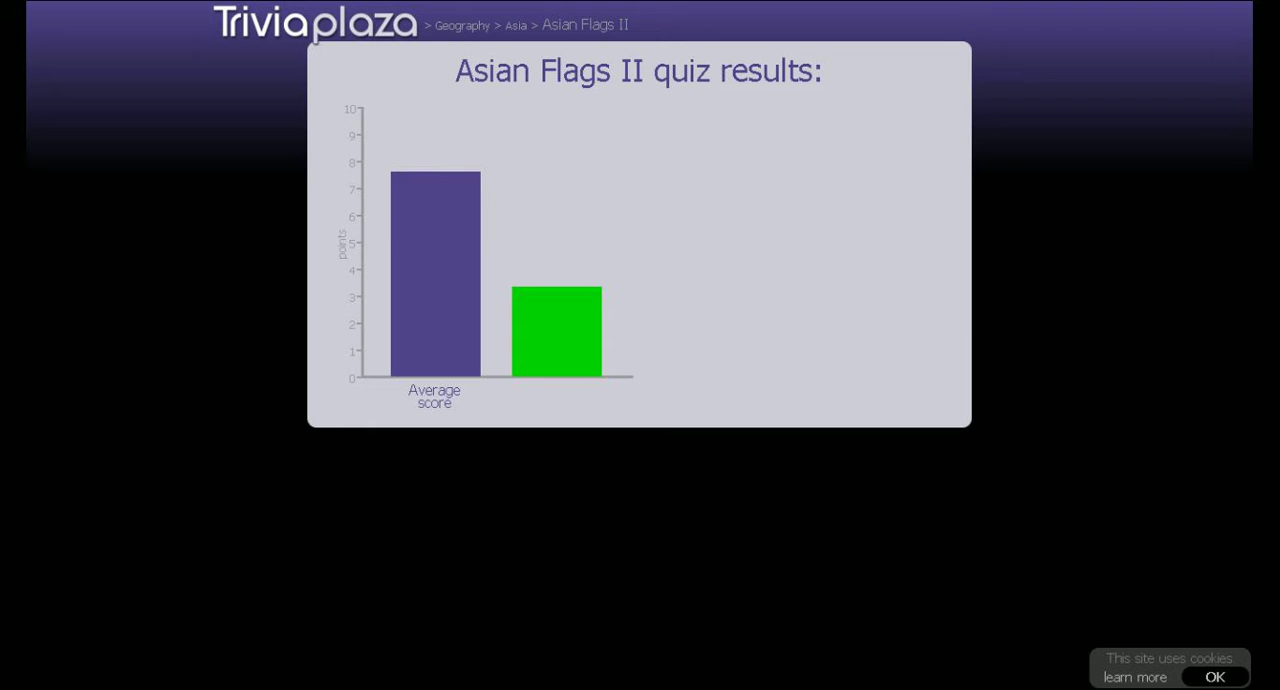 Triviaplaza > Geography > Asia > Asian Flags II
Asian Flags II quiz results:
10
9
8
7
6
5
4
3
2
1
0
points
Average
score
This site uses cookies
learn more OK